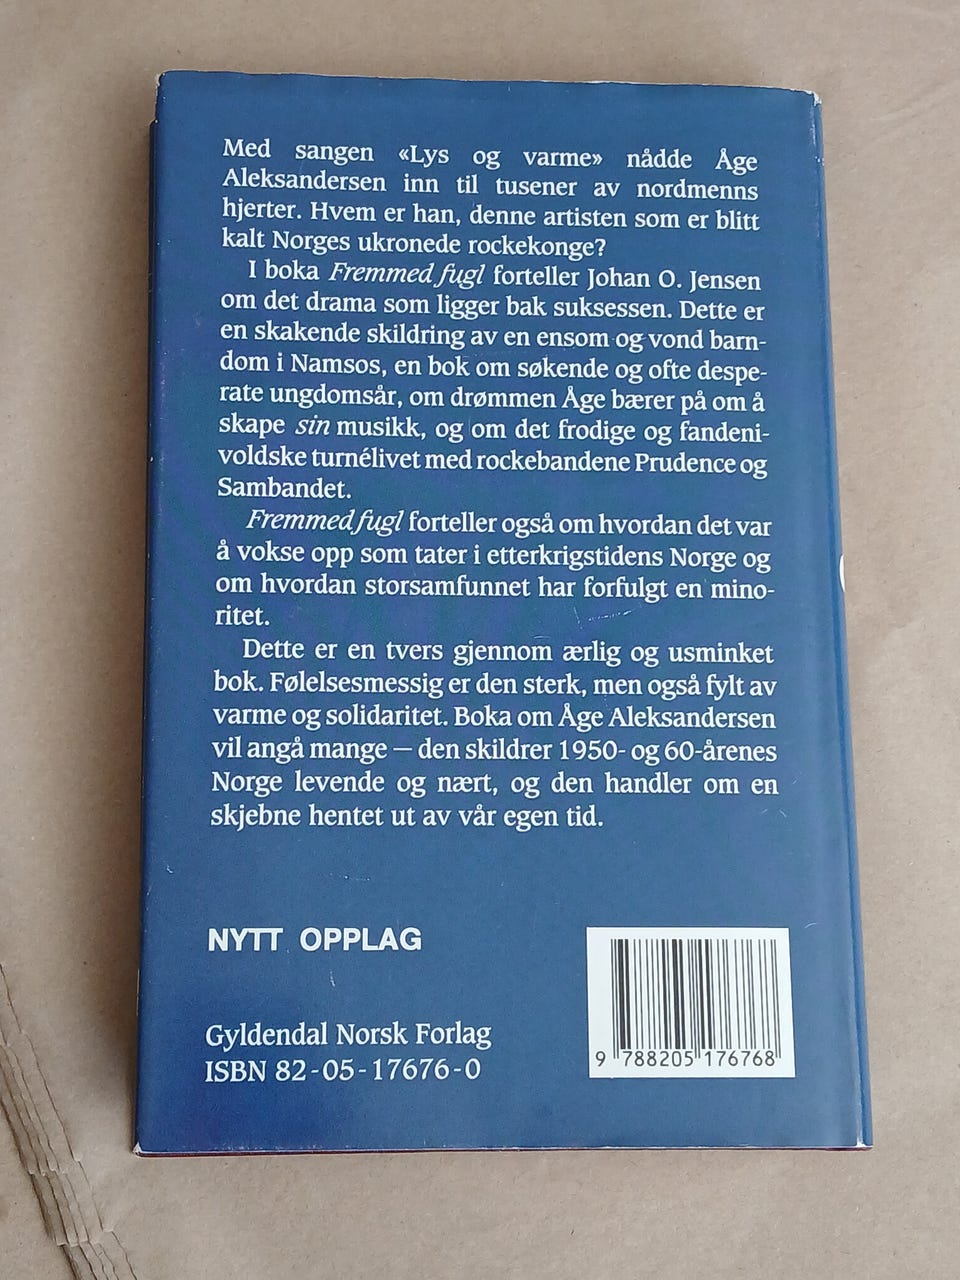 Med sangen «Lys og varme» nådde Åge
Aleksandersen inn til tusener av nordmenns
hjerter. Hvem er han, denne artisten som er blitt
kalt Norges ukronede rockekonge?
I boka Fremmed fugl forteller Johan O. Jensen
om det drama som ligger bak suksessen. Dette er
en skakende skildring av en ensom og vond barn-
dom i Namsos, en bok om søkende og ofte despe-
rate ungdomsår, om drømmen Åge bærer på om å
skape sin musikk, og om det frodige og fandeni-
voldske turnélivet med rockebandene Prudence og
Sambandet.
Fremmed fugl forteller også om hvordan det var
å vokse opp som tater i etterkrigstidens Norge og
om hvordan storsamfunnet har forfulgt en mino-
ritet.
Dette er en tvers gjennom ærlig og usminket
bok. Følelsesmessig er den sterk, men også fylt av
varme og solidaritet. Boka om Åge Aleksandersen
vil angå mange — den skildrer 1950- og 60-årenes
Norge levende og nært, og den handler om en
skjebne hentet ut av vår egen tid.
NYTT OPPLAG
Gyldendal Norsk Forlag
ISBN 82-05-17676-0
9 788205 176768